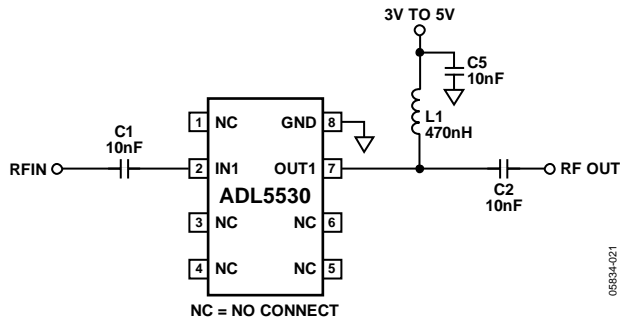 3V TO 5V
C5
10nF
L1
470nH
C1
10nF
1 NC GND 8
RFIN 2 IN1 OUT1 7 RF OUT
C2
10nF
ADL5530
3 NC NC 6
4 NC NC 5
NC = NO CONNECT
05834-021